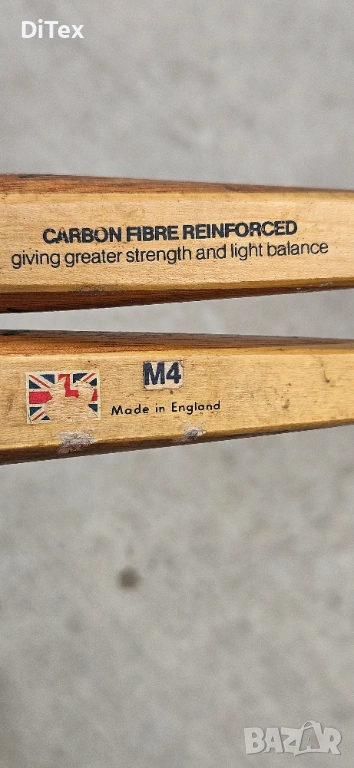 DiTex
CARBON FIBRE REINFORCED
giving greater strength and light balance
M4
Made in England
BAZAR